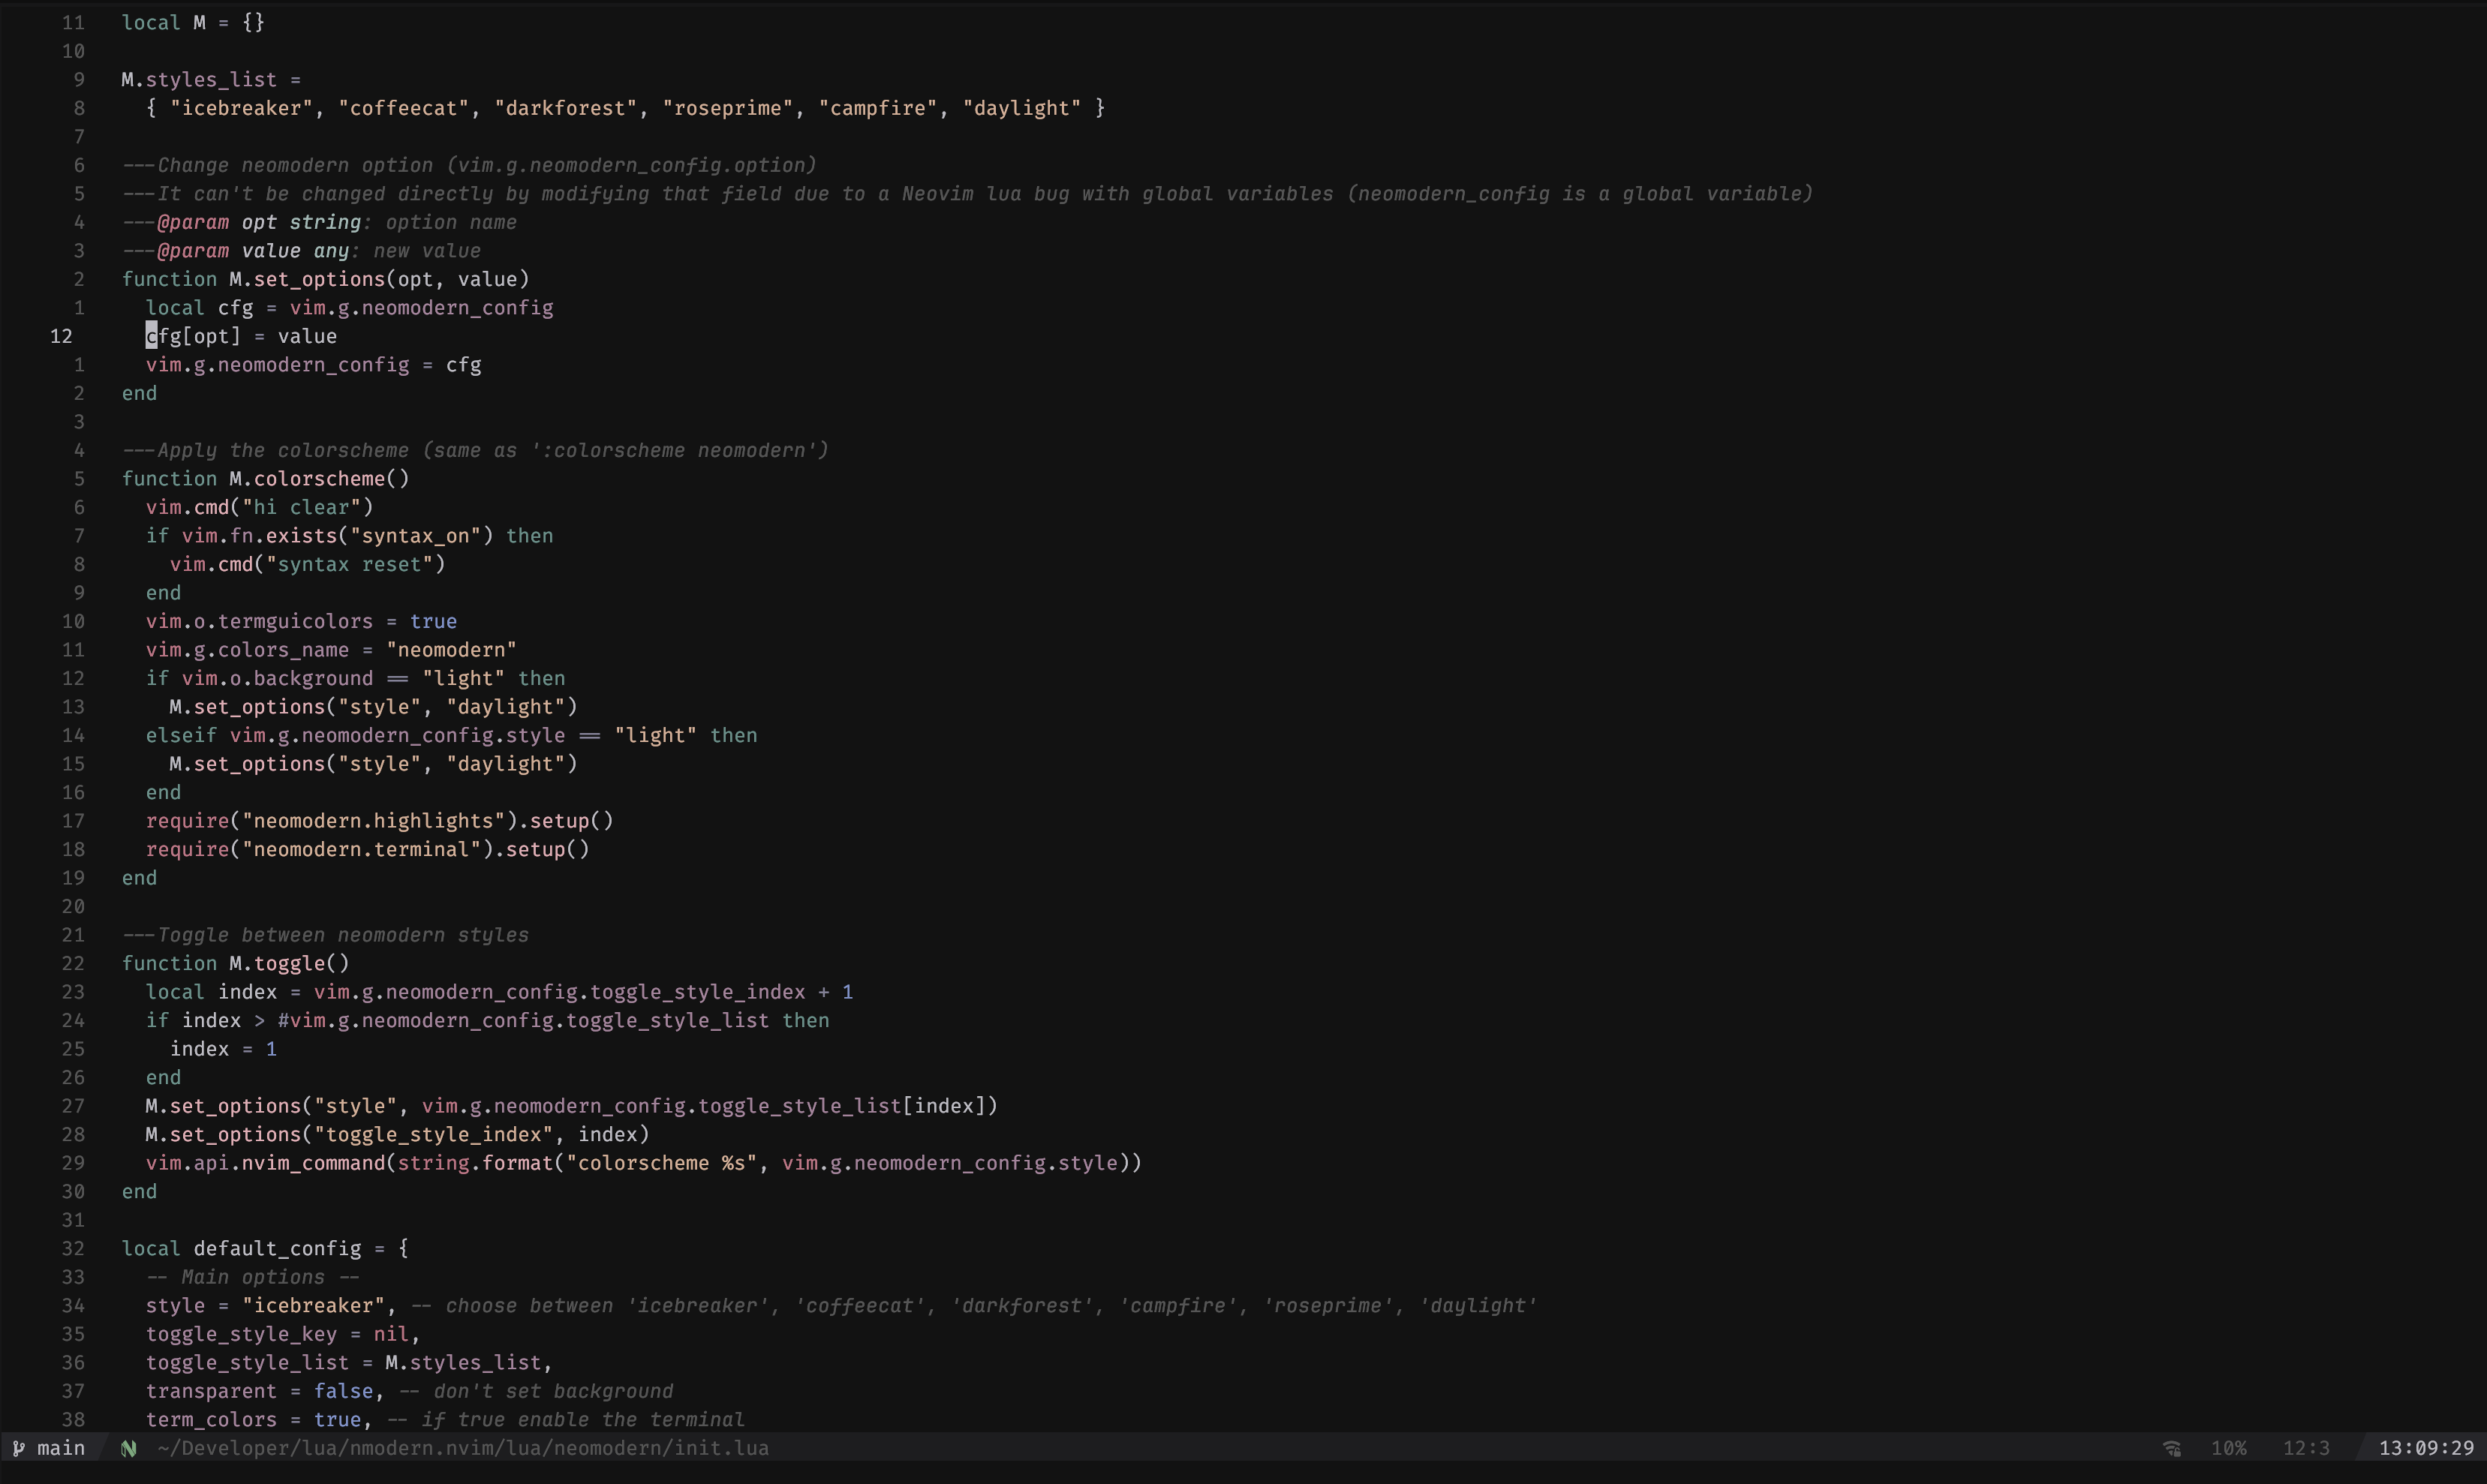 11 local M = {}
10
9 M.styles_list =
8 { "icebreaker", "coffeecat", "darkforest", "roseprime", "campfire", "daylight" }
7
6 ---Change neomodern option (vim.g.neomodern_config.option)
5 ---It can't be changed directly by modifying that field due to a Neovim lua bug with global variables (neomodern_config is a global variable)
4 ---@param opt string: option name
3 ---@param value any: new value
2 function M.set_options(opt, value)
1 local cfg = vim.g.neomodern_config
12 cfg[opt] = value
1 vim.g.neomodern_config = cfg
2 end
3
4 ---Apply the colorscheme (same as ':colorscheme neomodern')
5 function M.colorscheme()
6 vim.cmd("hi clear")
7 if vim.fn.exists("syntax_on") then
8 vim.cmd("syntax reset")
9 end
10 vim.o.termguicolors = true
11 vim.g.colors_name = "neomodern"
12 if vim.o.background == "light" then
13 M.set_options("style", "daylight")
14 elseif vim.g.neomodern_config.style == "light" then
15 M.set_options("style", "daylight")
16 end
17 require("neomodern.highlights").setup()
18 require("neomodern.terminal").setup()
19 end
20
21 ---Toggle between neomodern styles
22 function M.toggle()
23 local index = vim.g.neomodern_config.toggle_style_index + 1
24 if index > #vim.g.neomodern_config.toggle_style_list then
25 index = 1
26 end
27 M.set_options("style", vim.g.neomodern_config.toggle_style_list[index])
28 M.set_options("toggle_style_index", index)
29 vim.api.nvim_command(string.format("colorscheme %s", vim.g.neomodern_config.style))
30 end
31
32 local default_config = {
33 -- Main options --
34 style = "icebreaker", -- choose between 'icebreaker', 'coffeecat', 'darkforest', 'campfire', 'roseprime', 'daylight'
35 toggle_style_key = nil,
36 toggle_style_list = M.styles_list,
37 transparent = false, -- don't set background
38 term_colors = true, -- if true enable the terminal
main ~/Developer/lua/nmodern.nvim/lua/neomodern/init.lua 10% 12:3 13:09:29